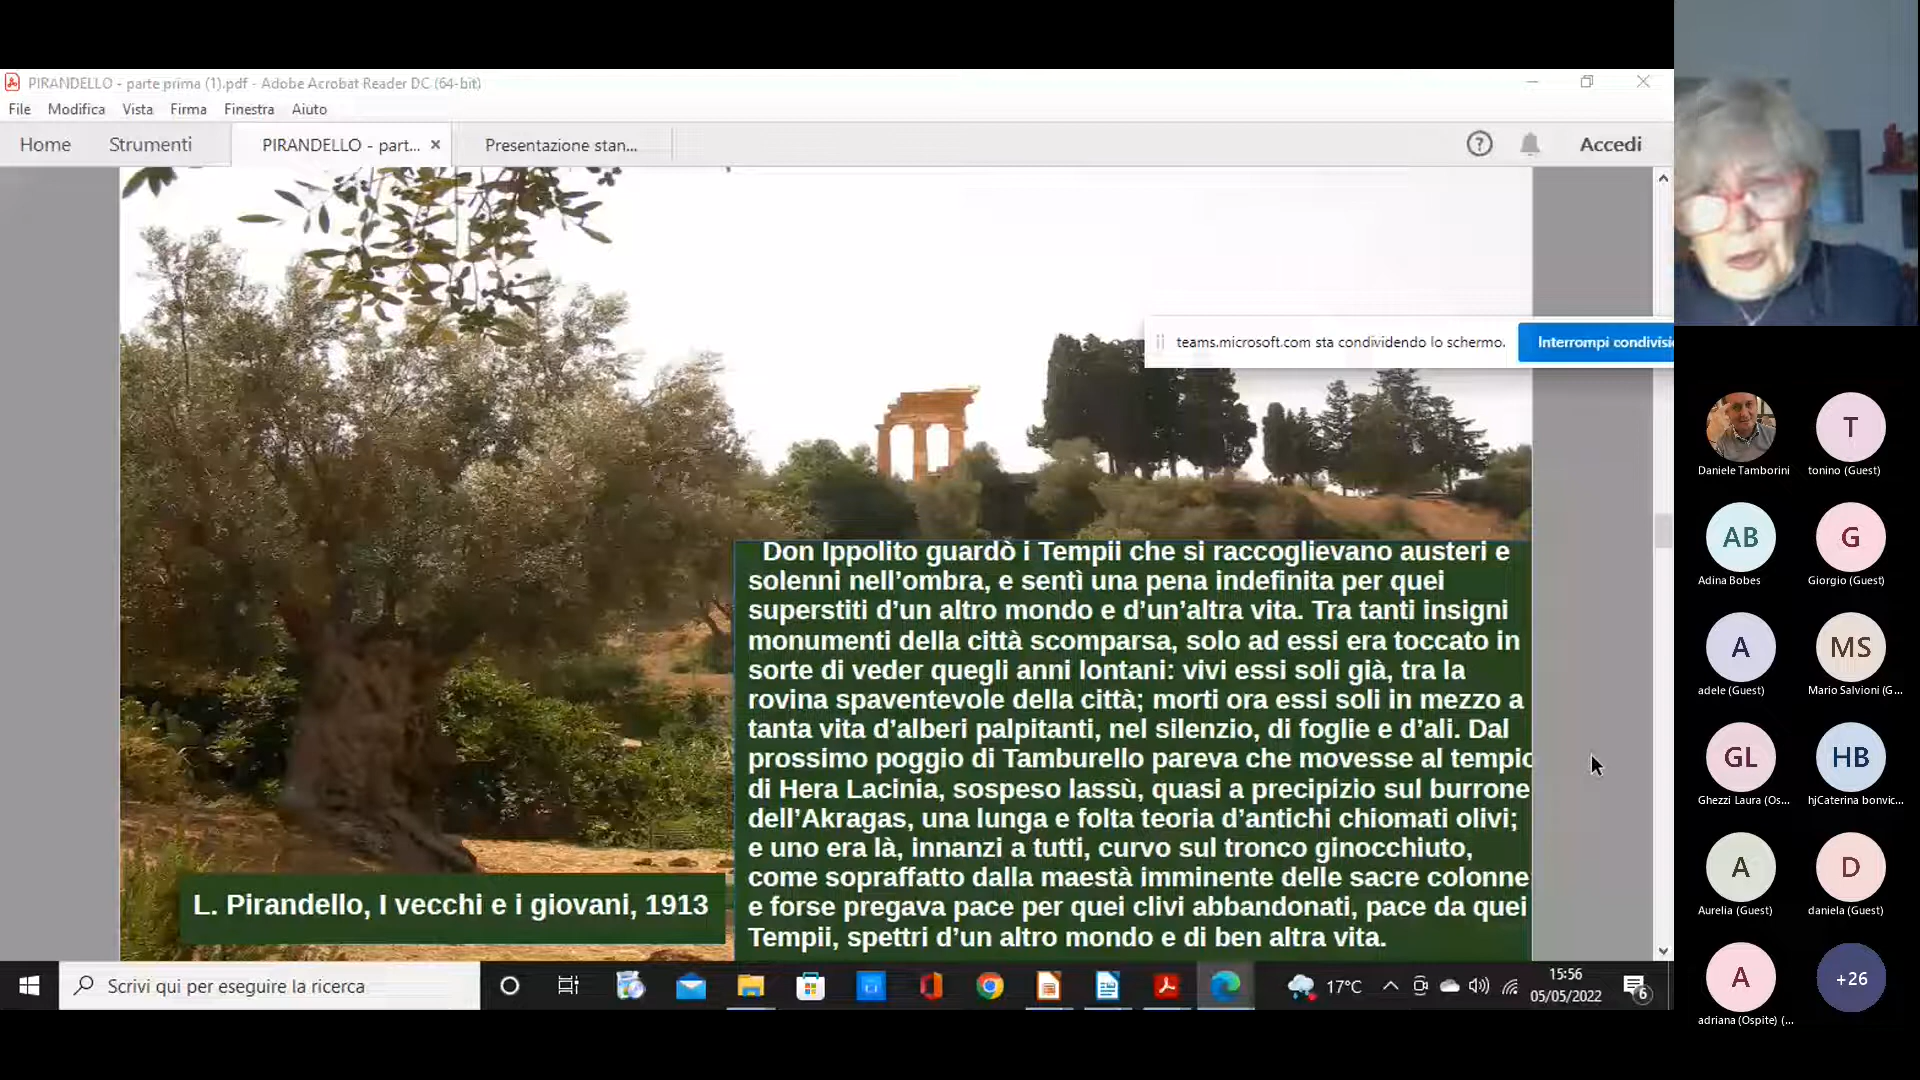 PIRANDELLO - parte prima (1).pdf - Adobe Acrobat Reader DC (64-bit)
File Modifica Vista Firma Finestra Aiuto
Home Strumenti PIRANDELLO - part... Presentazione stan... Accedi
teams.microsoft.com sta condividendo lo schermo. Interrompi condivisi
Don Ippolito guardò i Tempii che si raccoglievano austeri e
solenni nell'ombra, e sentì una pena indefinita per quei
superstiti d'un altro mondo e d'un'altra vita. Tra tanti insigni
monumenti della città scomparsa, solo ad essi era toccato in
sorte di veder quegli anni lontani: vivi essi soli già, tra la
rovina spaventevole della città; morti ora essi soli in mezzo a
tanta vita d'alberi palpitanti, nel silenzio, di foglie e d'ali. Dal
prossimo poggio di Tamburello pareva che movesse al tempio
di Hera Lacinia, sospeso lassù, quasi a precipizio sul burrone
dell'Akragas, una lunga e folta teoria d'antichi chiomati olivi;
e uno era là, innanzi a tutti, curvo sul tronco ginocchiuto,
come sopraffatto dalla maestà imminente delle sacre colonne
e forse pregava pace per quei clivi abbandonati, pace da quei
Tempii, spettri d'un altro mondo e di ben altra vita.
L. Pirandello, I vecchi e i giovani, 1913
Scrivi qui per eseguire la ricerca
17°C
15:56
05/05/2022
6
Daniele Tamborini
T
tonino (Guest)
AB
Adina Bobes
G
Giorgio (Guest)
A
adele (Guest)
MS
Mario Salvioni (G...
GL
Ghezzi Laura (Os...
HB
hjCaterina bonvic...
A
Aurelia (Guest)
D
daniela (Guest)
A
adriana (Ospite) (...
+26